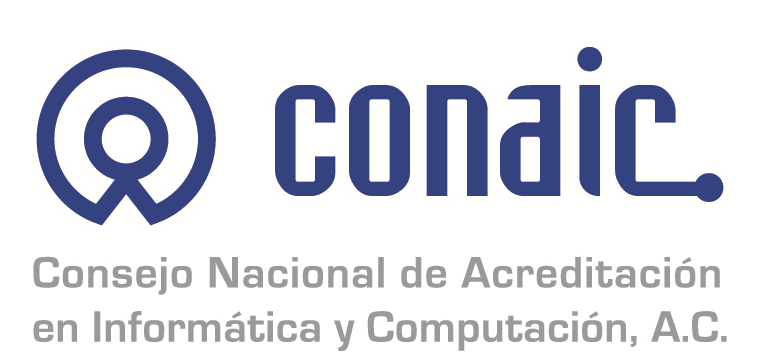 conaic
Consejo Nacional de Acreditación
en Informática y Computación, A.C.